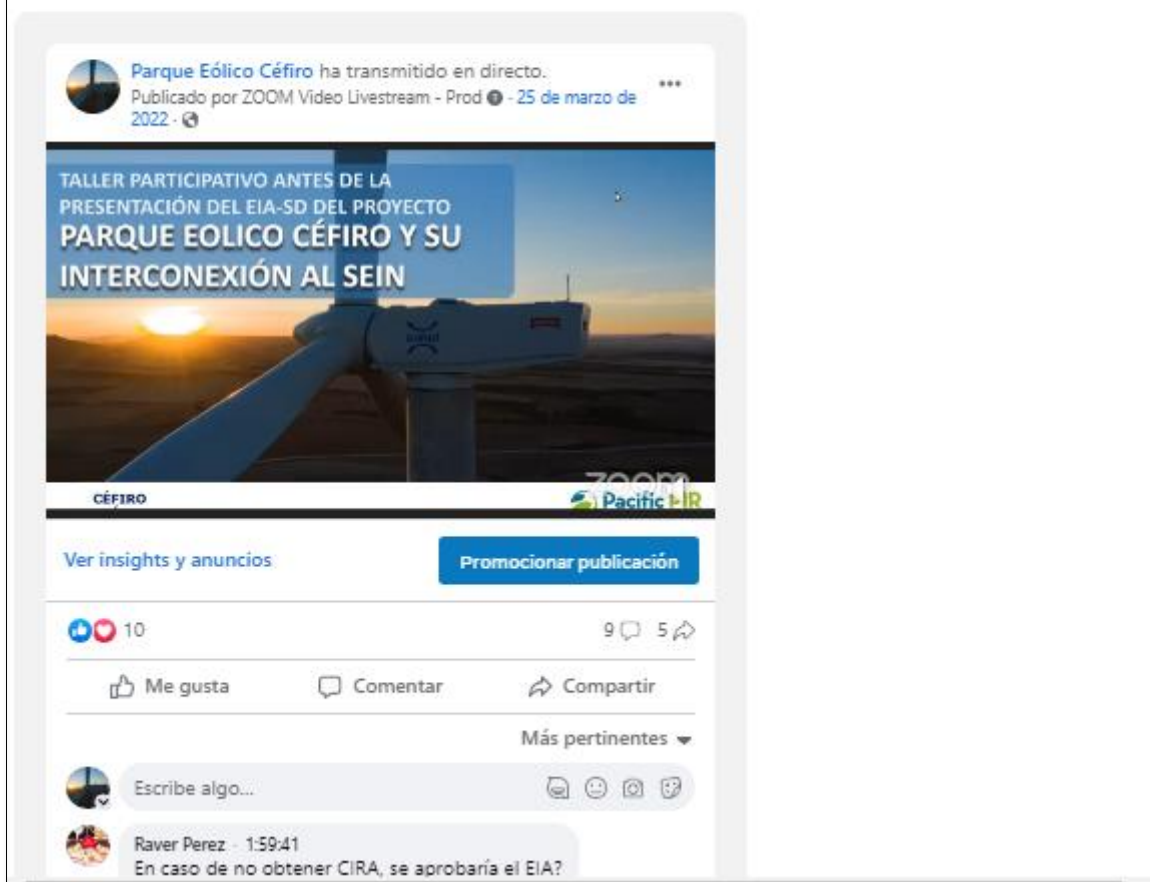 Parque Eólico Céfiro ha transmitido en directo.
Publicado por ZOOM Video Livestream - Prod · 25 de marzo de
2022 ·
TALLER PARTICIPATIVO ANTES DE LA
PRESENTACIÓN DEL EIA-SD DEL PROYECTO
PARQUE EOLICO CÉFIRO Y SU
INTERCONEXIÓN AL SEIN
zoom
CÉFIRO
Pacific PIR
Ver insights y anuncios
Promocionar publicación
10
9 5
Me gusta
Comentar
Compartir
Más pertinentes
Escribe algo...
Raver Perez · 1:59:41
En caso de no obtener CIRA, se aprobaría el EIA?